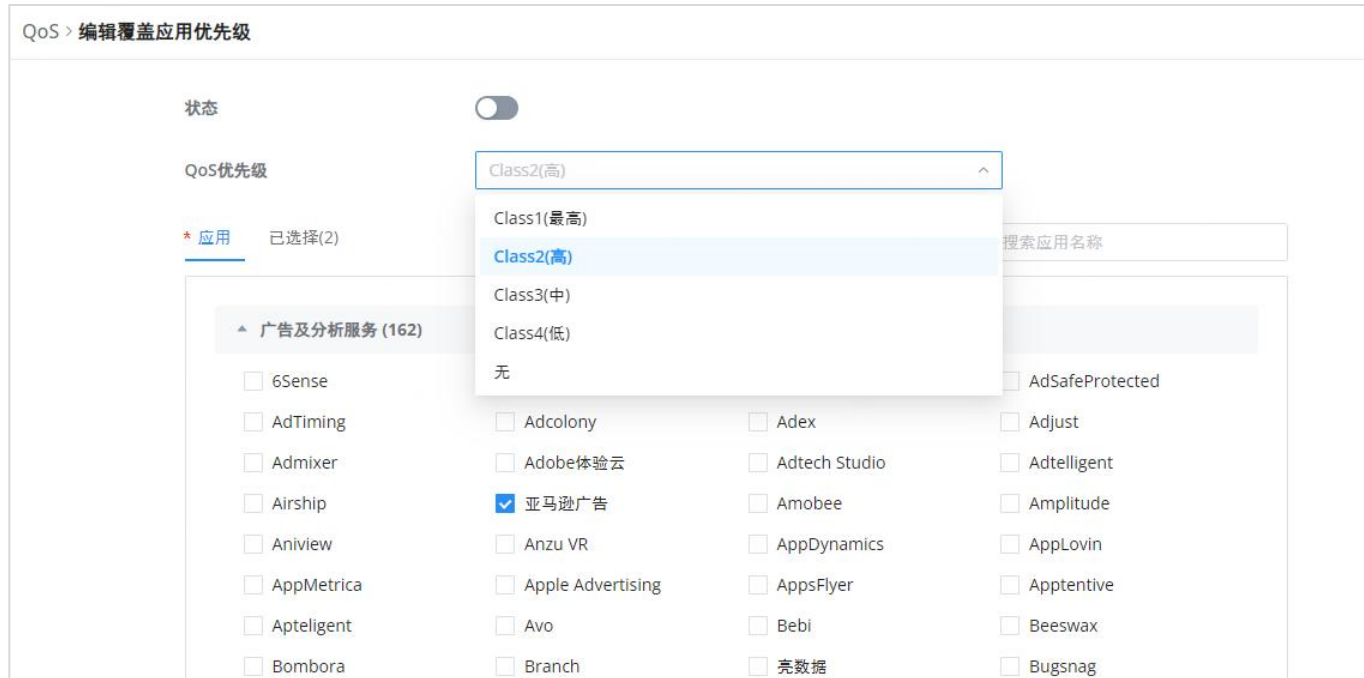 QoS > 编辑覆盖应用优先级
状态
QoS优先级
Class2(高)
Class1(最高)
* 应用 已选择(2) 搜索应用名称
Class2(高)
Class3(中)
广告及分析服务 (162)
Class4(低)
无
6Sense AdSafeProtected
AdTiming Adcolony Adex Adjust
Admixer Adobe体验云 Adtech Studio Adtelligent
Airship 亚马逊广告 Amobee Amplitude
Aniview Anzu VR AppDynamics AppLovin
AppMetrica Apple Advertising AppsFlyer Apptentive
Apteligent Avo Bebi Beeswax
Bombora Branch 亮数据 Bugsnag